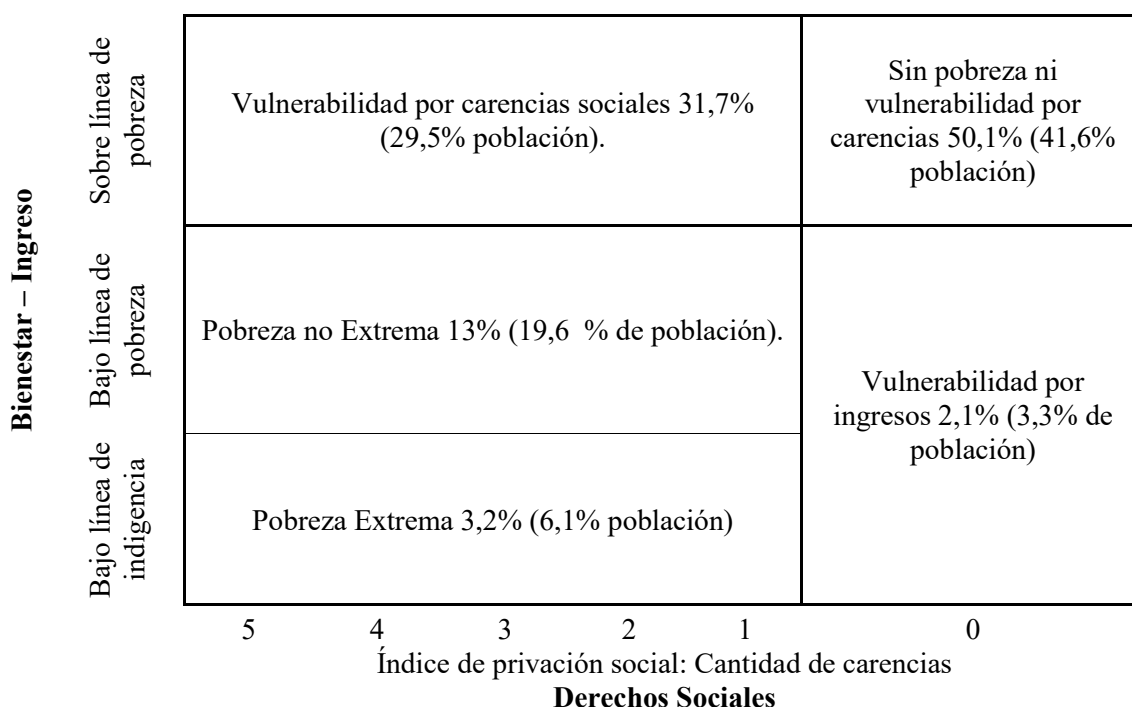 Bienestar – Ingreso
Sobre línea de
pobreza
Vulnerabilidad por carencias sociales 31,7%
(29,5% población).
Sin pobreza ni
vulnerabilidad por
carencias 50,1% (41,6%
población)
Bajo línea de
pobreza
Pobreza no Extrema 13% (19,6  % de población).
Vulnerabilidad por
ingresos 2,1% (3,3% de
población)
Bajo línea de
indigencia
Pobreza Extrema 3,2% (6,1% población)
5 4 3 2 1 0
Índice de privación social: Cantidad de carencias
Derechos Sociales